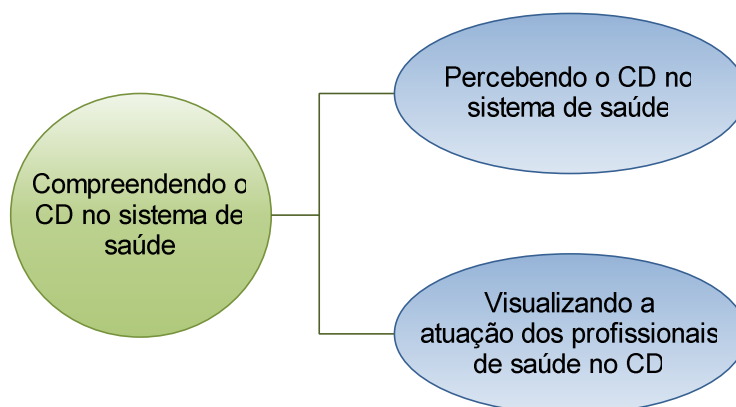 Percebendo o CD no
sistema de saúde
Compreendendo o
CD no sistema de
saúde
Visualizando a
atuação dos profissionais
de saúde no CD